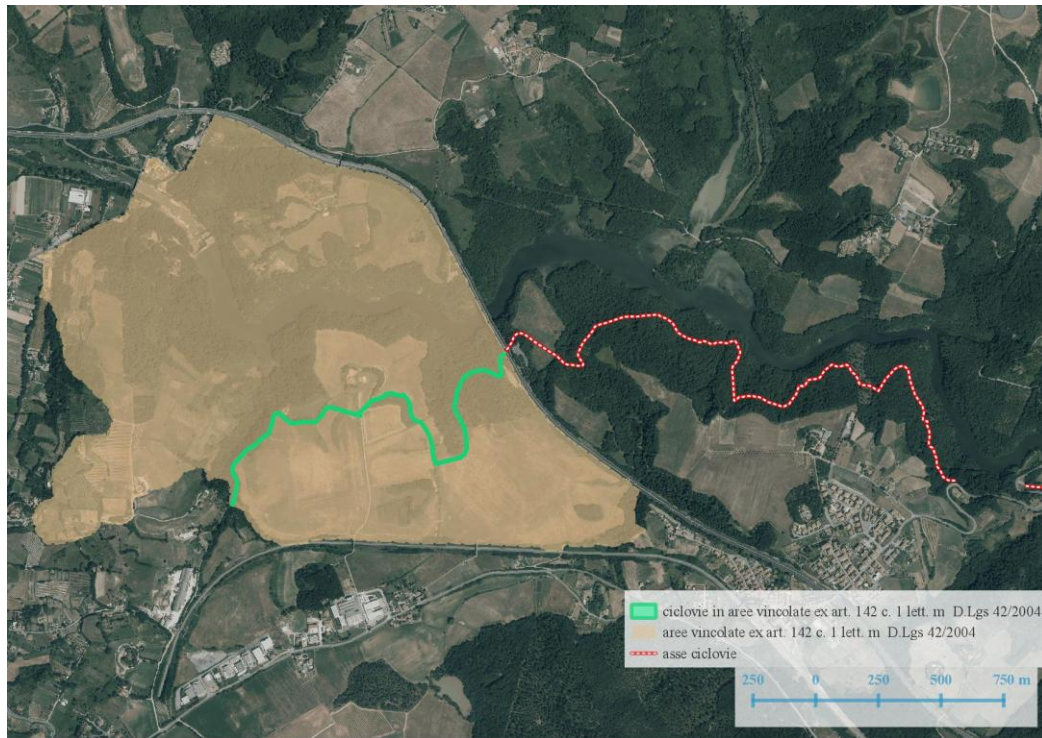 ciclovie in aree vincolate ex art. 142 c. 1 lett. m D.Lgs 42/2004
aree vincolate ex art. 142 c. 1 lett. m D.Lgs 42/2004
asse ciclovie
250 0 250 500 750 m